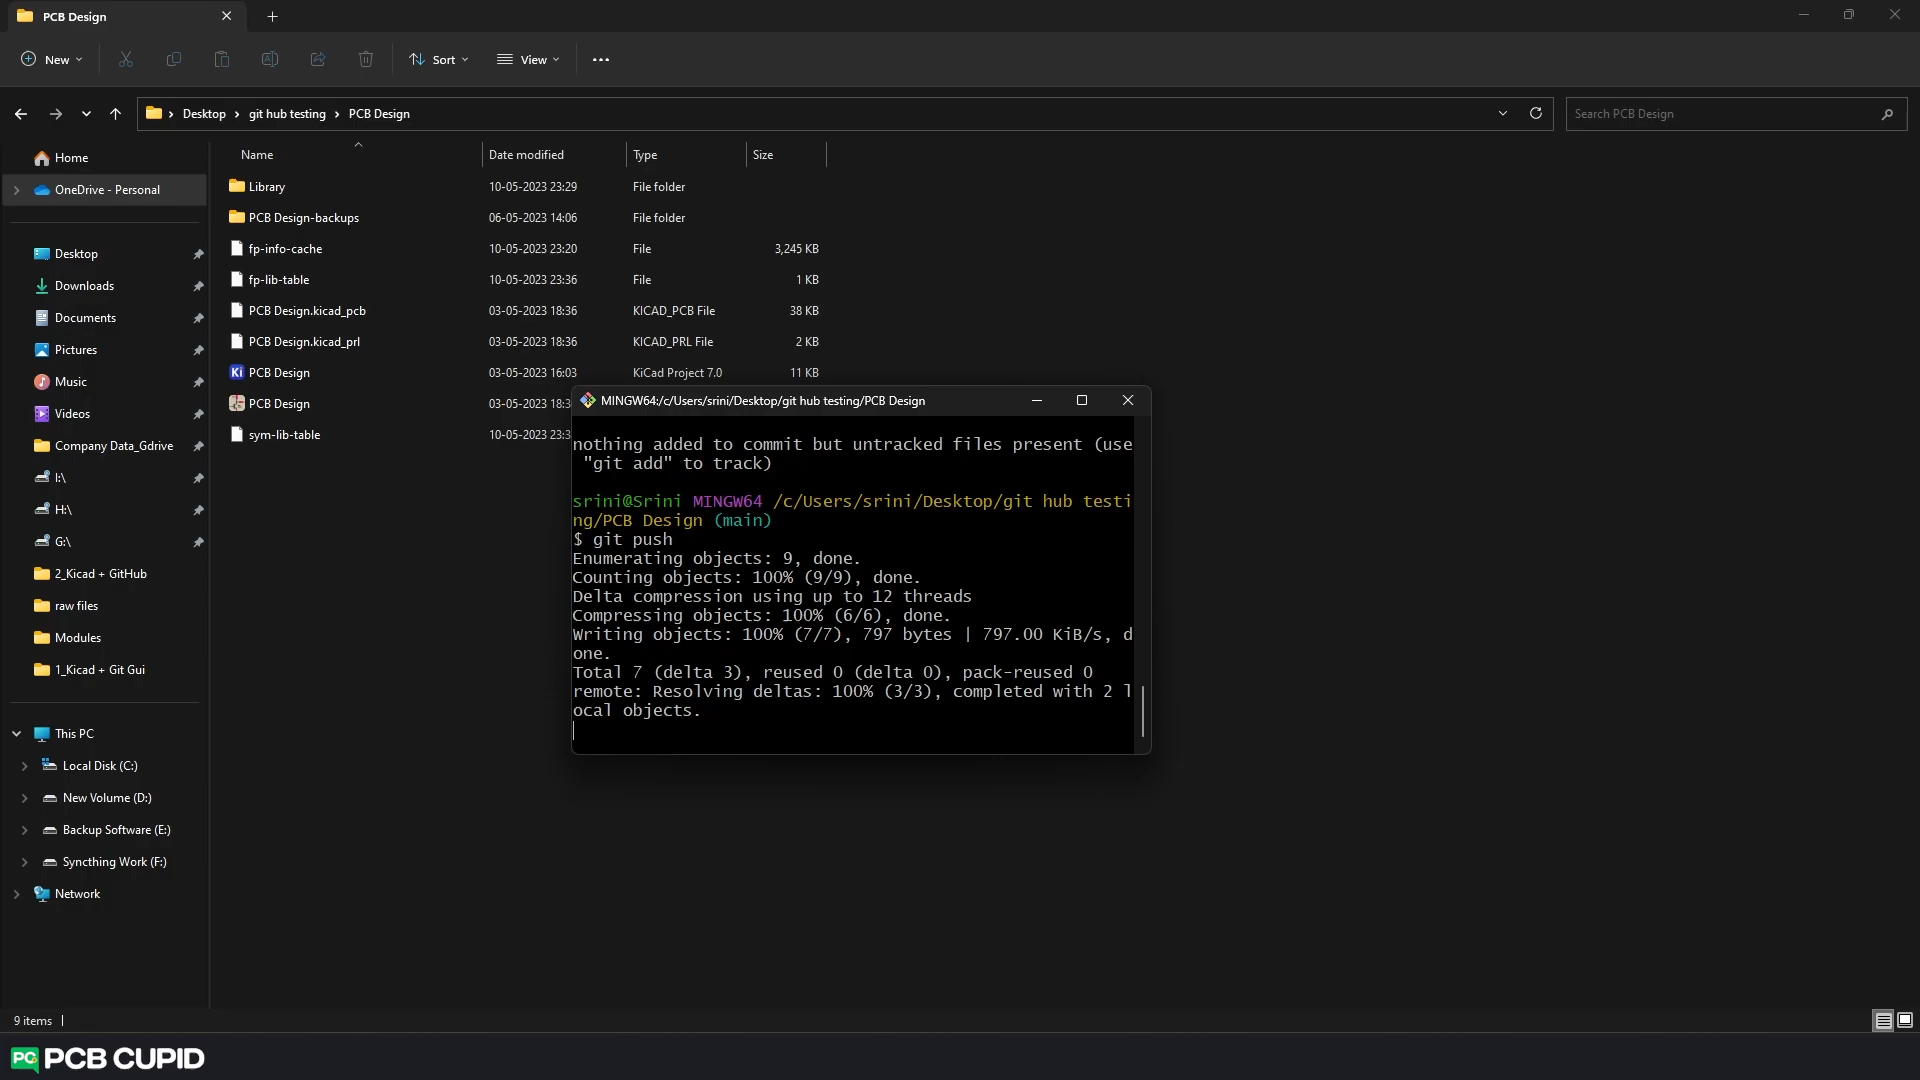 PCB Design
New
Sort
View
Desktop
git hub testing
PCB Design
Search PCB Design
Name
Date modified
Type
Size
Home
OneDrive - Personal
Desktop
Downloads
Documents
Pictures
Music
Videos
Company Data_Gdrive
I:\
H:\
G:\
2_Kicad + GitHub
raw files
Modules
1_Kicad + Git Gui
This PC
Local Disk (C:)
New Volume (D:)
Backup Software (E:)
Syncthing Work (F:)
Network
Library 10-05-2023 23:29 File folder
PCB Design-backups 06-05-2023 14:06 File folder
fp-info-cache 10-05-2023 23:20 File 3,245 KB
fp-lib-table 10-05-2023 23:36 File 1 KB
PCB Design.kicad_pcb 03-05-2023 18:36 KICAD_PCB File 38 KB
PCB Design.kicad_prl 03-05-2023 18:36 KICAD_PRL File 2 KB
Ki PCB Design 03-05-2023 16:03 KiCad Project 7.0 11 KB
PCB Design 03-05-2023 18:3
sym-lib-table 10-05-2023 23:3
MINGW64:/c/Users/srini/Desktop/git hub testing/PCB Design
nothing added to commit but untracked files present (use
"git add" to track)
srini@Srini MINGW64 /c/Users/srini/Desktop/git hub testi
ng/PCB Design (main)
$ git push
Enumerating objects: 9, done.
Counting objects: 100% (9/9), done.
Delta compression using up to 12 threads
Compressing objects: 100% (6/6), done.
Writing objects: 100% (7/7), 797 bytes | 797.00 KiB/s, d
one.
Total 7 (delta 3), reused 0 (delta 0), pack-reused 0
remote: Resolving deltas: 100% (3/3), completed with 2 l
ocal objects.
9 items
PC PCB CUPID